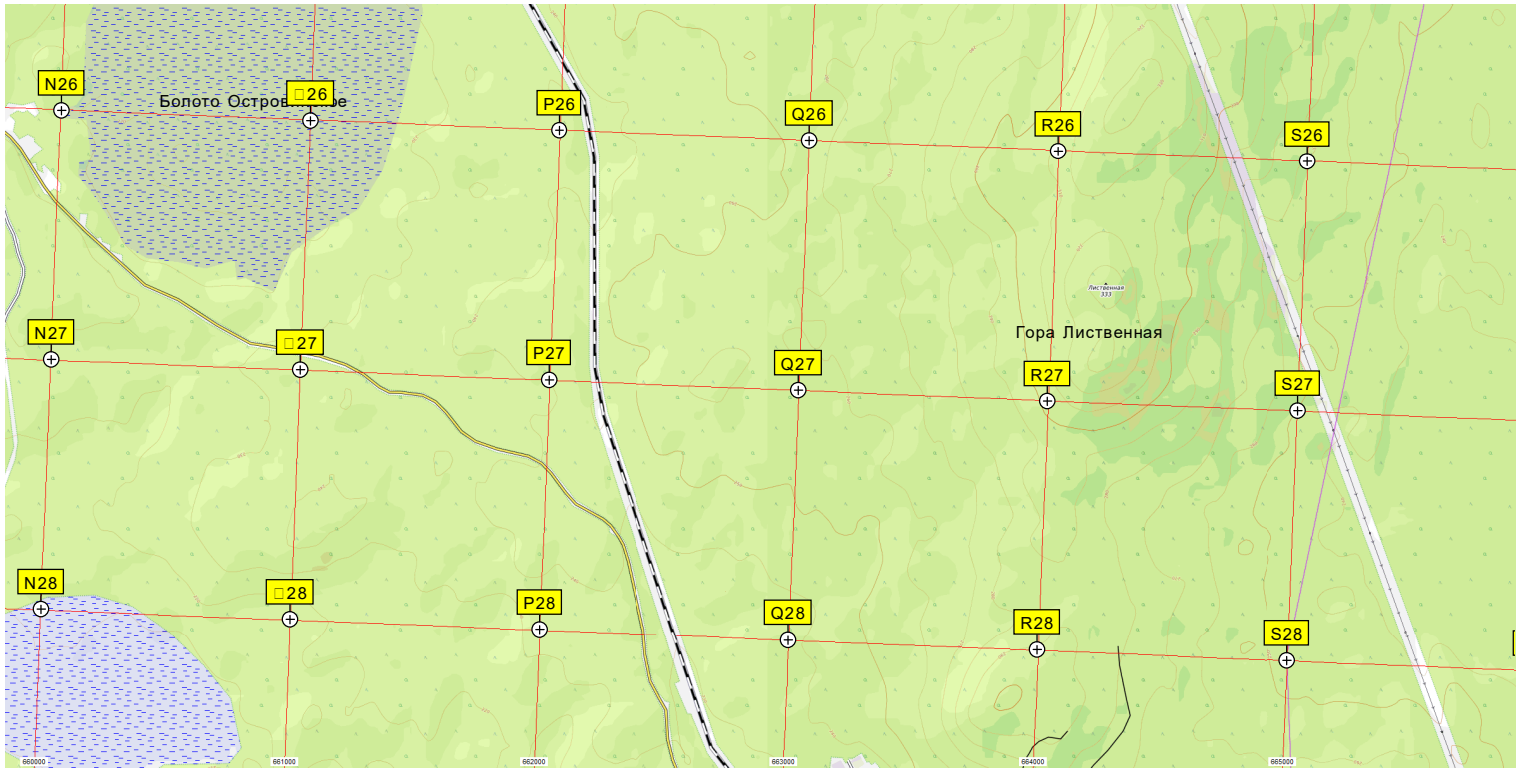 N26
Болото Остров
□26
P26
Q26
R26
S26
Лиственная
333
Гора Лиственная
N27
□27
P27
Q27
R27
S27
N28
□28
P28
Q28
R28
S28
660000
661000
662000
663000
664000
665000